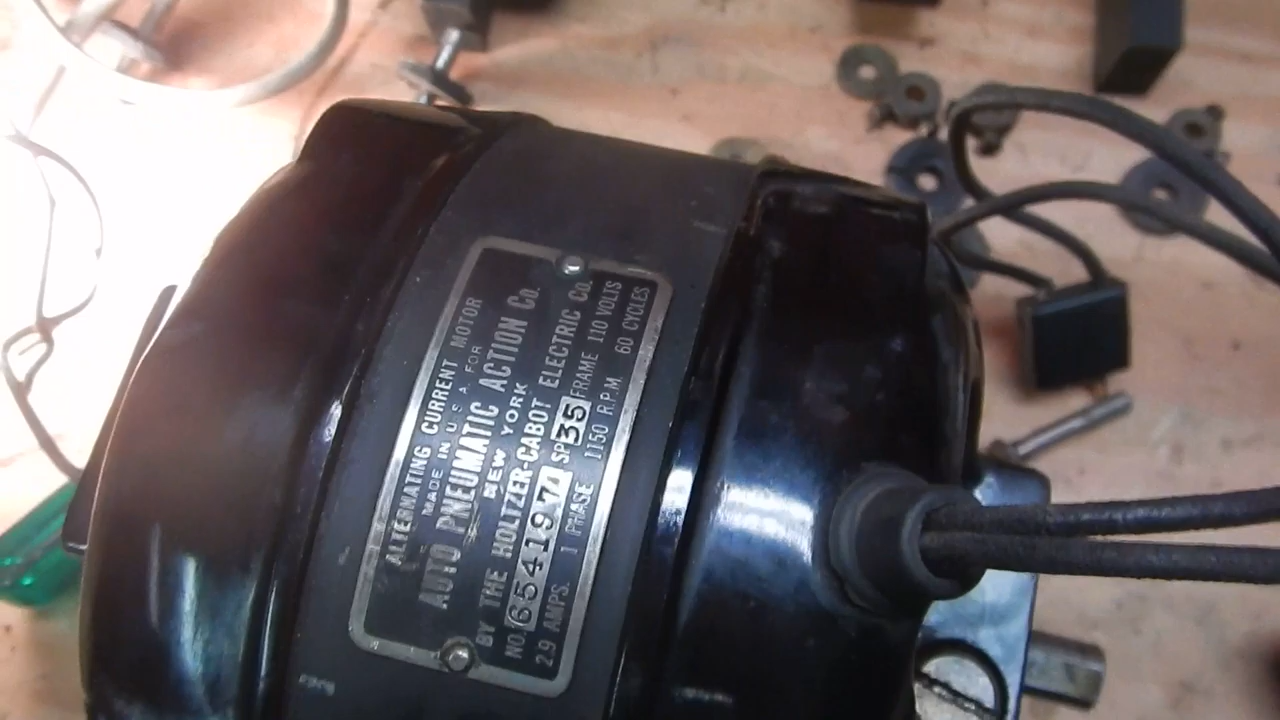 ALTERNATING CURRENT MOTOR
MADE IN U.S.A. FOR
AUTO PNEUMATIC ACTION Co.
NEW YORK
BY THE HOLTZER-CABOT ELECTRIC Co.
NO. 6541974 SP 35 FRAME 110 VOLTS
2.9 AMPS. 1 PHASE 1150 R.P.M. 60 CYCLES